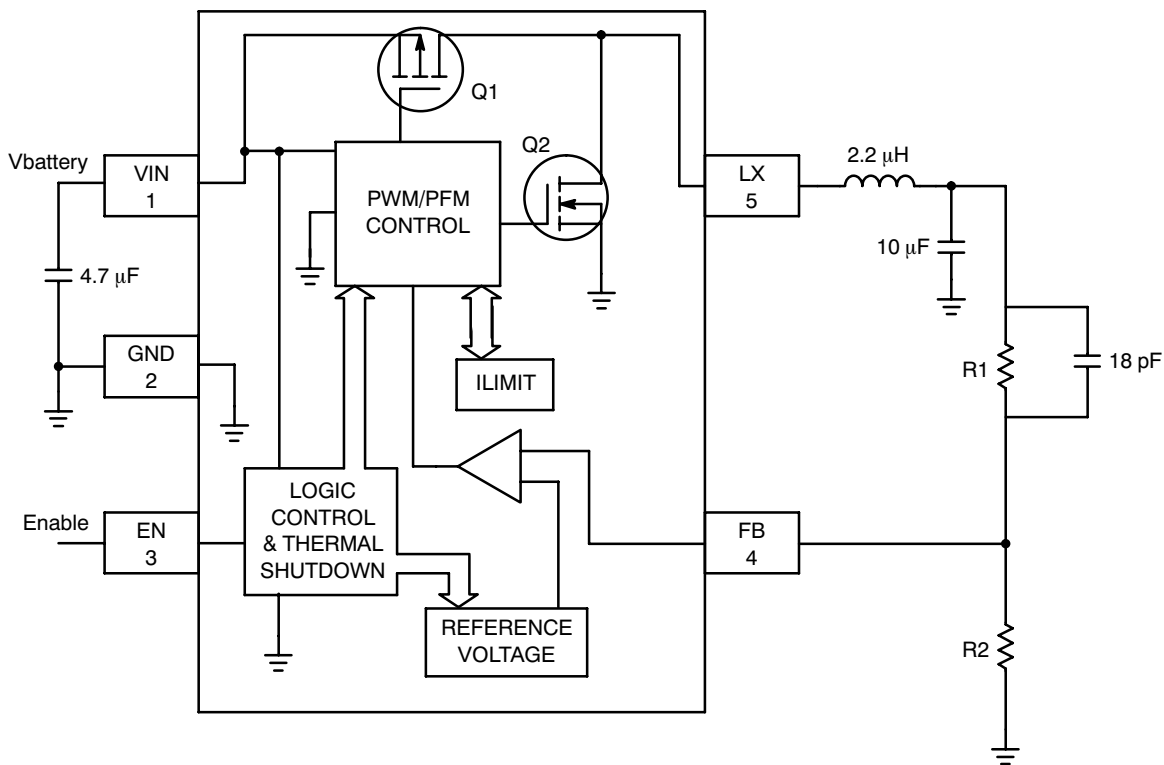 Q1
Vbattery
VIN
1
PWM/PFM
CONTROL
Q2
LX
5
2.2 μH
10 μF
4.7 μF
GND
2
ILIMIT
R1
18 pF
Enable
EN
3
LOGIC
CONTROL
& THERMAL
SHUTDOWN
FB
4
REFERENCE
VOLTAGE
R2